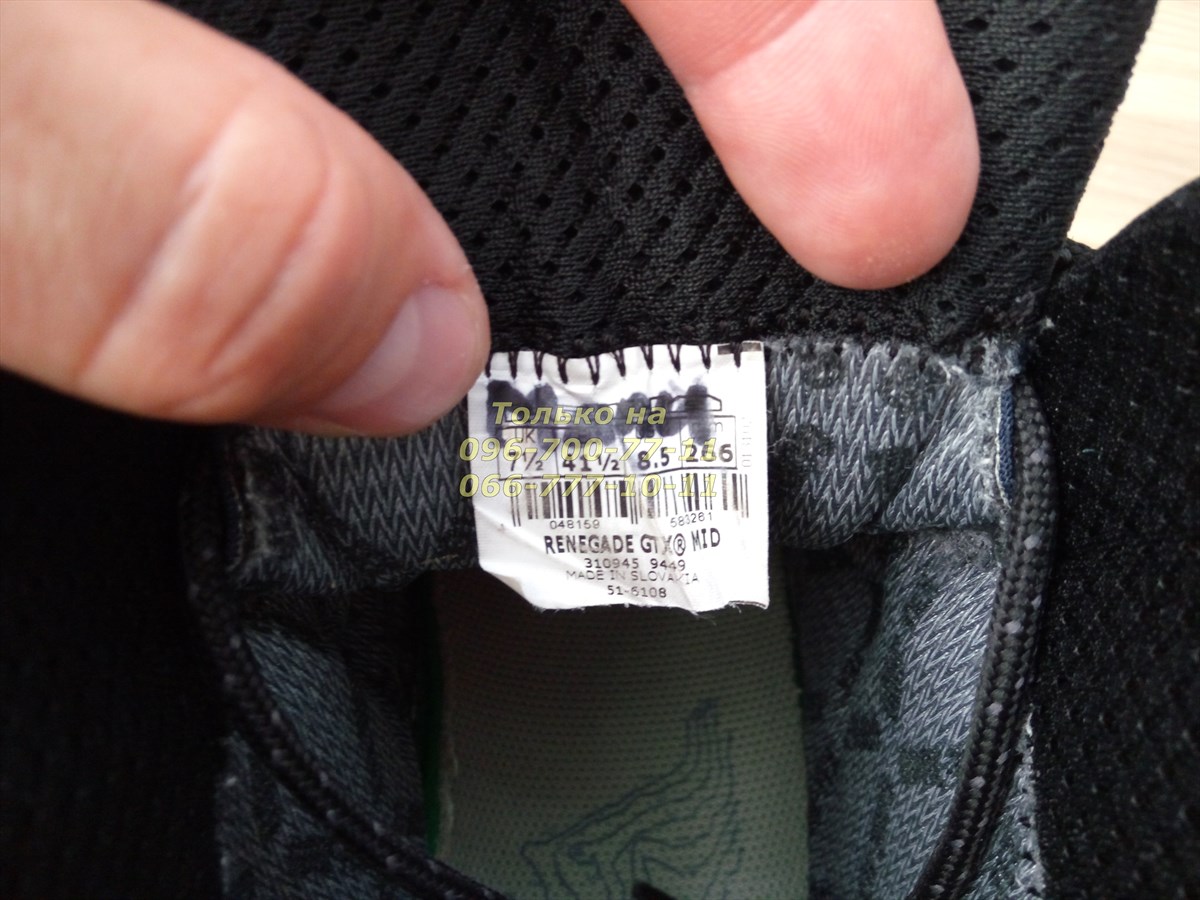 Только на
096-700-77-11
066-777-10-11
UK
7½ 41½ 8.5 266
048159 583281
RENEGADE GTX® MID
310945 9449
MADE IN SLOVAKIA
51-6108